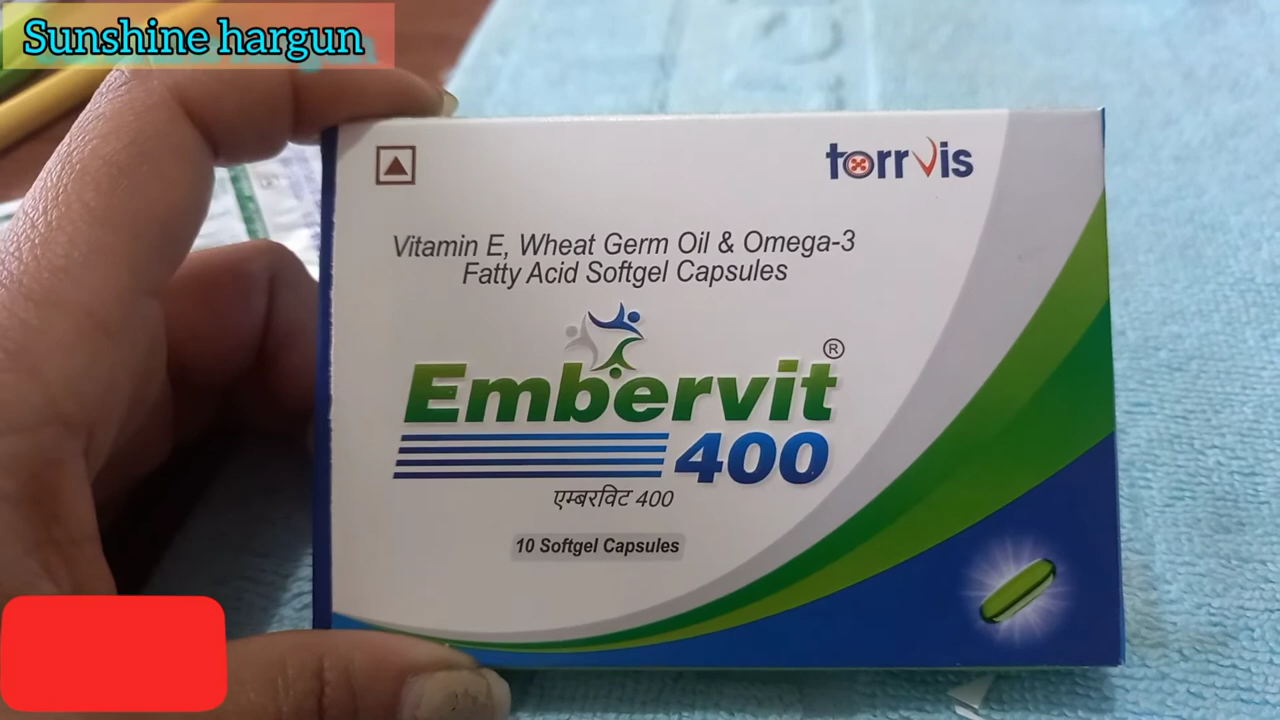 Sunshine hargun
torrvis
Vitamin E, Wheat Germ Oil & Omega-3
Fatty Acid Softgel Capsules
Embervit®
400
एम्बरविट 400
10 Softgel Capsules